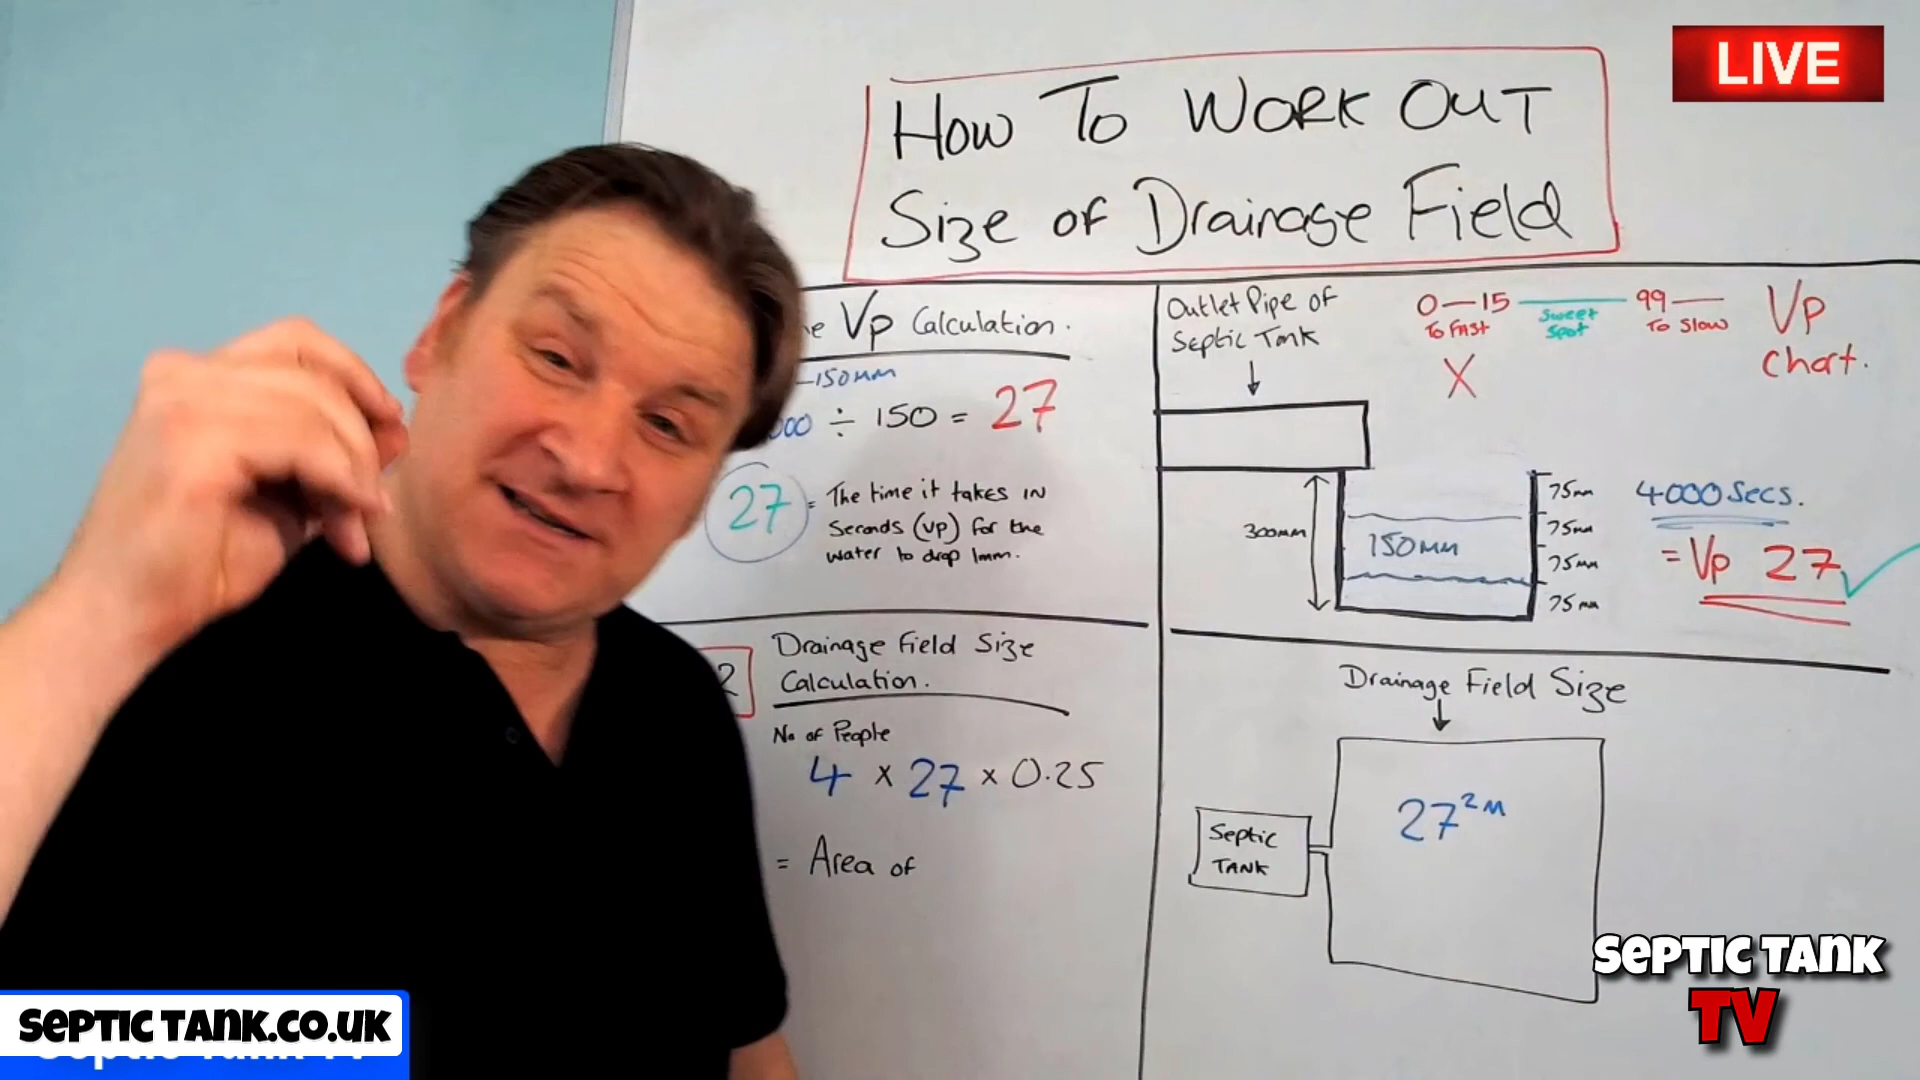 LIVE
How To WORK OUT
Size of Drainage Field
Vp Calculation.
150mm
000 ÷ 150 = 27
27 = The time it takes IN
Seconds (vp) for the
water to drop 1mm.
Outlet Pipe of
Septic Tank
0—15 99 Vp
To FAST Sweet To Slow Chart.
Spot
X
300mm
150mm
75mm
75mm
75mm
75mm
4000 Secs.
= Vp 27
2 Drainage Field Size
Calculation.
No of People
4 x 27 x 0.25
= Area of
Drainage Field Size
27²m
Septic
TANK
SEPTIC TANK
TV
SEPTIC TANK.CO.UK